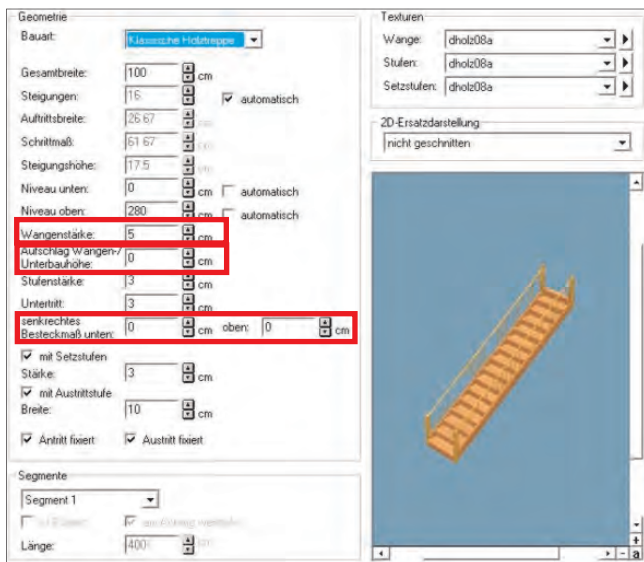 Geometrie
Bauart: Klassische Holztreppe
Gesamtbreite: 100 cm
Steigungen: 16 automatisch
Auftrittsbreite: 26.67 cm
Schrittmaß: 61.67 cm
Steigungshöhe: 17.5 cm
Niveau unten: 0 cm automatisch
Niveau oben: 280 cm automatisch
Wangenstärke: 5 cm
Aufschlag Wangen-/
Unterbauhöhe: 0 cm
Stufenstärke: 3 cm
Untertritt: 3 cm
senkrechtes
Besteckmaß unten: 0 cm oben: 0 cm
mit Setzstufen
Stärke: 3 cm
mit Austrittstufe
Breite: 10 cm
Antritt fixiert Austritt fixiert
Segmente
Segment 1
Länge: 400 cm
Texturen
Wange: dholz08a
Stufen: dholz08a
Setzstufen: dholz08a
2D-Ersatzdarstellung
nicht geschnitten
+
- a